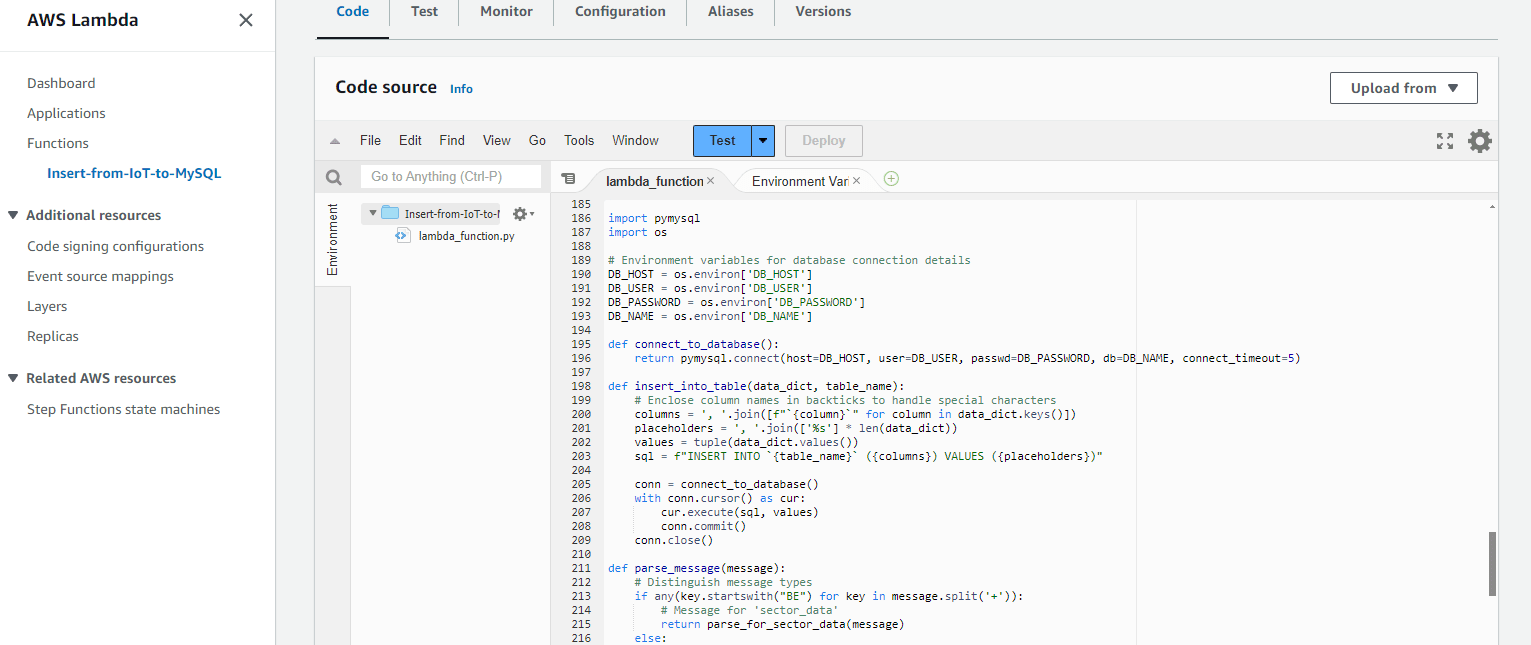 AWS Lambda
Dashboard
Applications
Functions
Insert-from-IoT-to-MySQL
Additional resources
Code signing configurations
Event source mappings
Layers
Replicas
Related AWS resources
Step Functions state machines
Code Test Monitor Configuration Aliases Versions
Code source Info
Upload from
File Edit Find View Go Tools Window Test Deploy
Go to Anything (Ctrl-P)
Environment
Insert-from-IoT-to-M
lambda_function.py
lambda_function Environment Vari
185
186 import pymysql
187 import os
188
189 # Environment variables for database connection details
190 DB_HOST = os.environ['DB_HOST']
191 DB_USER = os.environ['DB_USER']
192 DB_PASSWORD = os.environ['DB_PASSWORD']
193 DB_NAME = os.environ['DB_NAME']
194
195 def connect_to_database():
196 return pymysql.connect(host=DB_HOST, user=DB_USER, passwd=DB_PASSWORD, db=DB_NAME, connect_timeout=5)
197
198 def insert_into_table(data_dict, table_name):
199 # Enclose column names in backticks to handle special characters
200 columns = ', '.join([f"`{column}`" for column in data_dict.keys()])
201 placeholders = ', '.join(['%s'] * len(data_dict))
202 values = tuple(data_dict.values())
203 sql = f"INSERT INTO `{table_name}` ({columns}) VALUES ({placeholders})"
204
205 conn = connect_to_database()
206 with conn.cursor() as cur:
207 cur.execute(sql, values)
208 conn.commit()
209 conn.close()
210
211 def parse_message(message):
212 # Distinguish message types
213 if any(key.startswith("BE") for key in message.split('+')):
214 # Message for 'sector_data'
215 return parse_for_sector_data(message)
216 else: